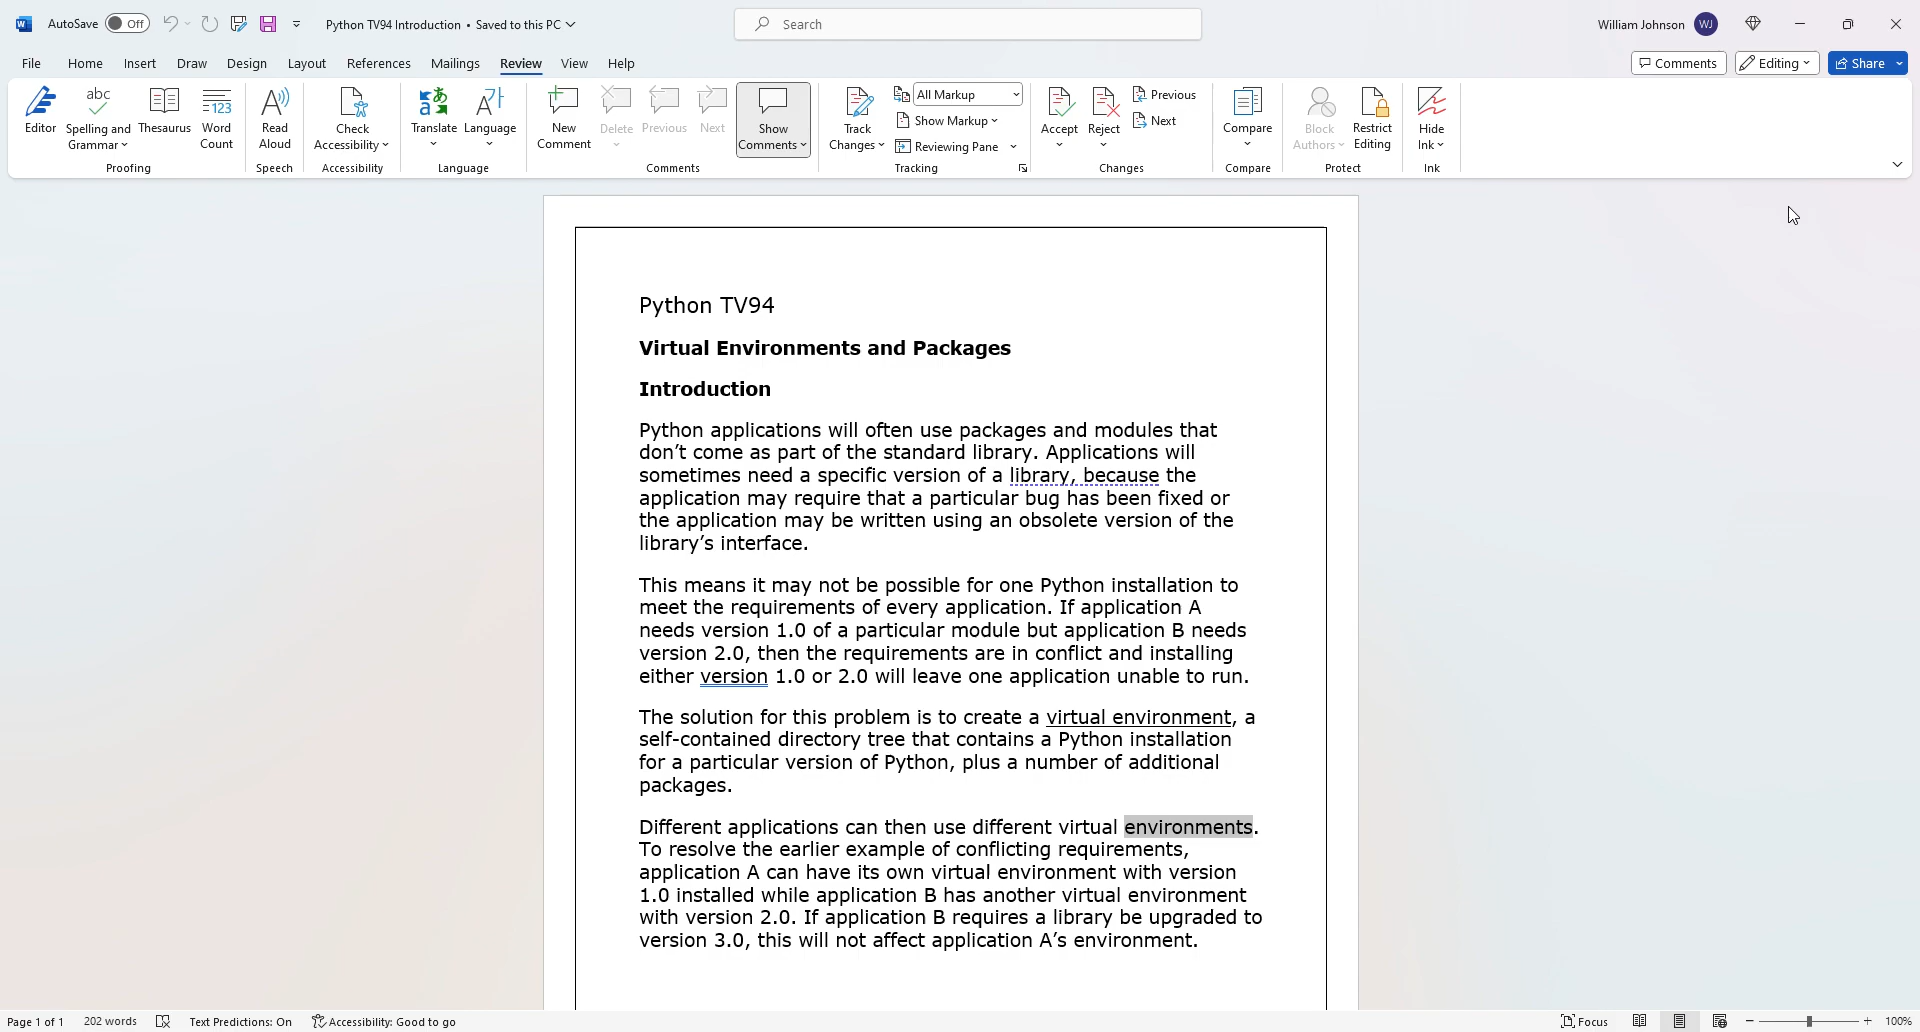 AutoSave Off Python TV94 Introduction • Saved to this PC Search William Johnson WJ
File Home Insert Draw Design Layout References Mailings Review View Help Comments Editing Share
Editor
abc Spelling and Grammar
Thesaurus
123 Word Count
Proofing
Read Aloud
Speech
Check Accessibility
Accessibility
Translate
Language
Language
New Comment
Delete
Previous
Next
Show Comments
Comments
Track Changes
All Markup
Show Markup
Reviewing Pane
Tracking
Accept
Reject
Previous
Next
Changes
Compare
Compare
Block Authors
Restrict Editing
Protect
Hide Ink
Ink
Python TV94
Virtual Environments and Packages
Introduction
Python applications will often use packages and modules that
don’t come as part of the standard library. Applications will
sometimes need a specific version of a library, because the
application may require that a particular bug has been fixed or
the application may be written using an obsolete version of the
library’s interface.
This means it may not be possible for one Python installation to
meet the requirements of every application. If application A
needs version 1.0 of a particular module but application B needs
version 2.0, then the requirements are in conflict and installing
either version 1.0 or 2.0 will leave one application unable to run.
The solution for this problem is to create a virtual environment, a
self-contained directory tree that contains a Python installation
for a particular version of Python, plus a number of additional
packages.
Different applications can then use different virtual environments.
To resolve the earlier example of conflicting requirements,
application A can have its own virtual environment with version
1.0 installed while application B has another virtual environment
with version 2.0. If application B requires a library be upgraded to
version 3.0, this will not affect application A’s environment.
Page 1 of 1 202 words Text Predictions: On Accessibility: Good to go Focus 100%